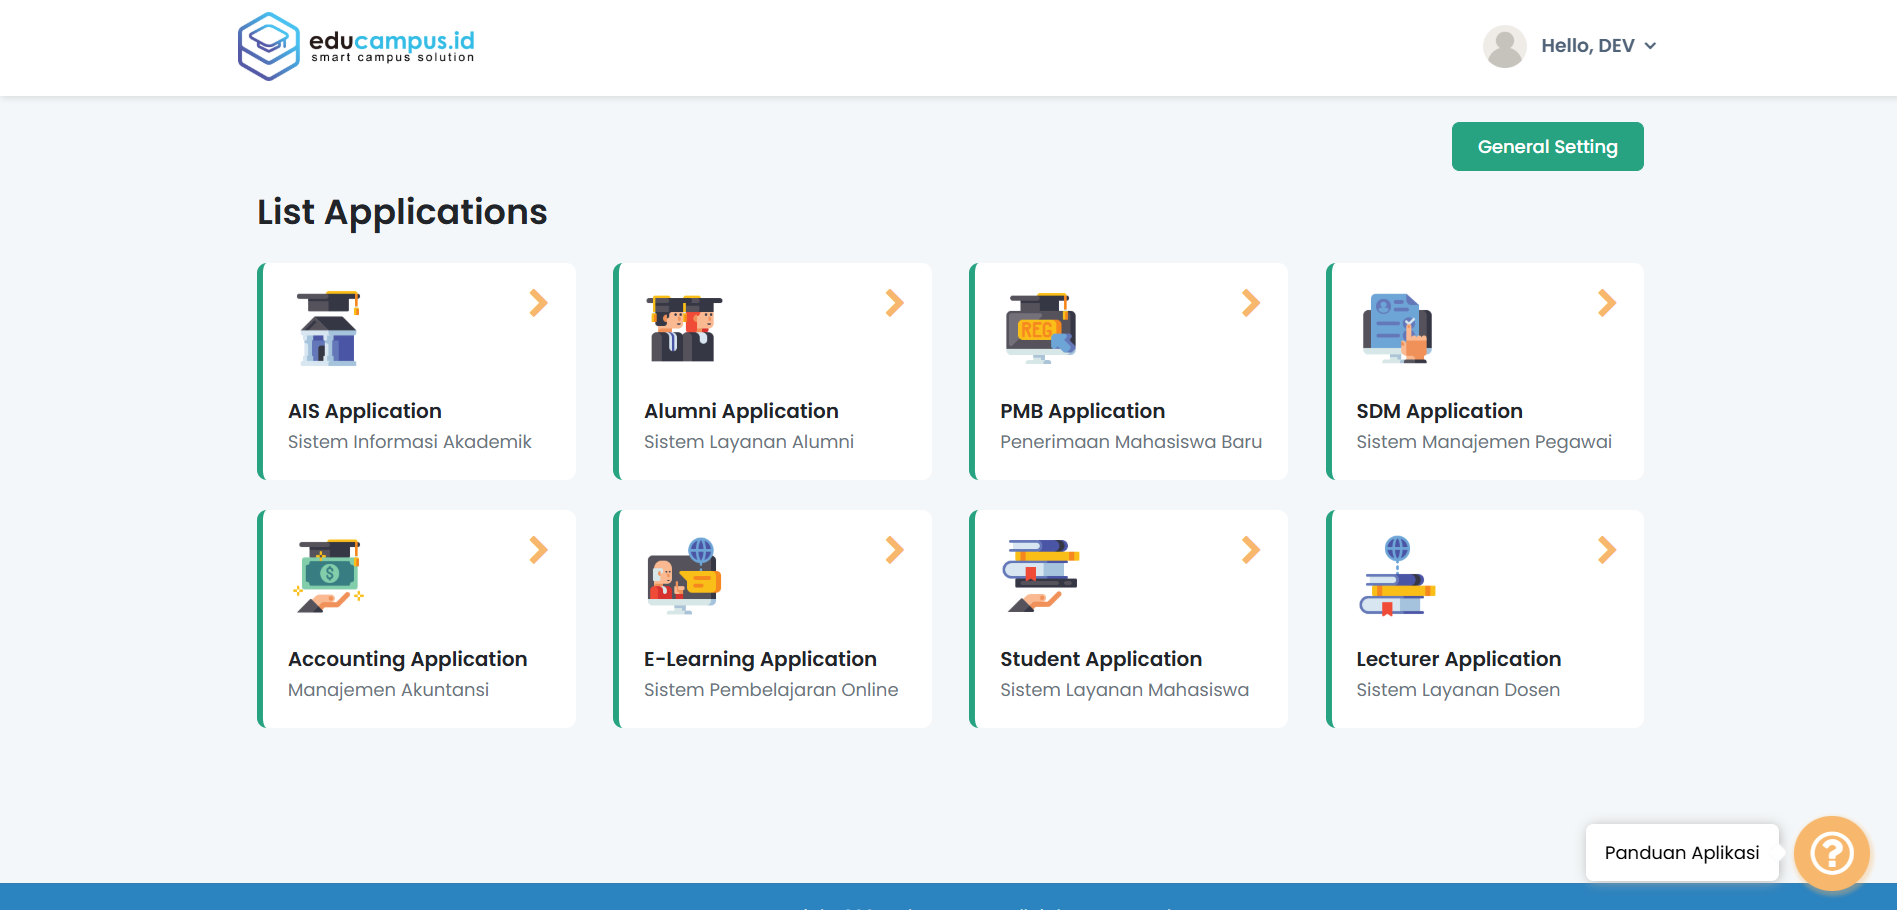 educampus.id
smart campus solution
Hello, DEV
General Setting
List Applications
AIS Application
Sistem Informasi Akademik
Alumni Application
Sistem Layanan Alumni
REG
PMB Application
Penerimaan Mahasiswa Baru
SDM Application
Sistem Manajemen Pegawai
$
Accounting Application
Manajemen Akuntansi
E-Learning Application
Sistem Pembelajaran Online
Student Application
Sistem Layanan Mahasiswa
Lecturer Application
Sistem Layanan Dosen
Panduan Aplikasi
?